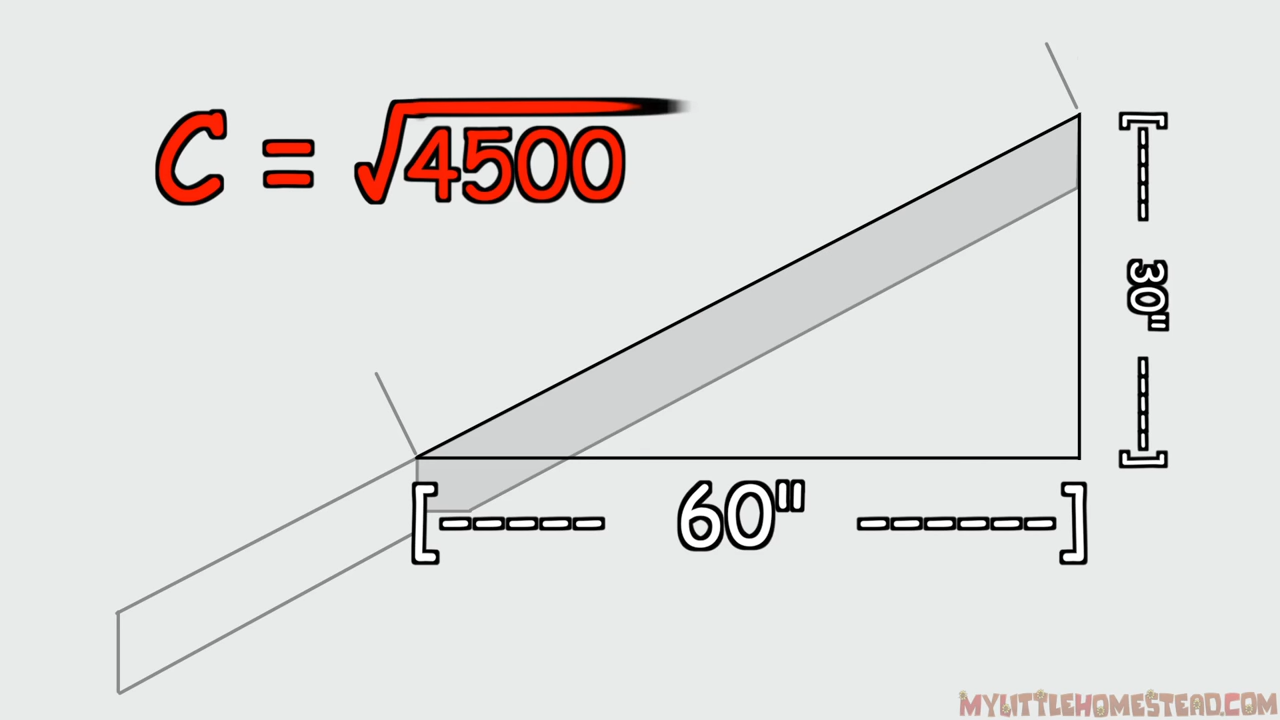 C = √4500
30"
[----- 60" ------]
MYLITTLEHOMESTEAD.COM